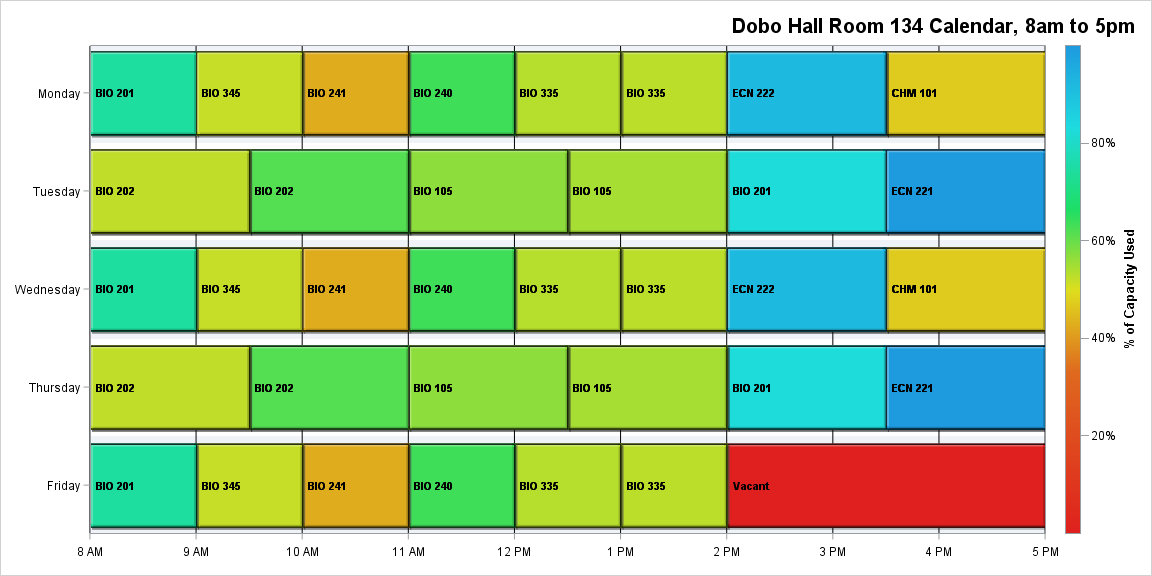 Dobo Hall Room 134 Calendar, 8am to 5pm
Monday
BIO 201
BIO 345
BIO 241
BIO 240
BIO 335
BIO 335
ECN 222
CHM 101
Tuesday
BIO 202
BIO 202
BIO 105
BIO 105
BIO 201
ECN 221
Wednesday
BIO 201
BIO 345
BIO 241
BIO 240
BIO 335
BIO 335
ECN 222
CHM 101
Thursday
BIO 202
BIO 202
BIO 105
BIO 105
BIO 201
ECN 221
Friday
BIO 201
BIO 345
BIO 241
BIO 240
BIO 335
BIO 335
Vacant
8 AM
9 AM
10 AM
11 AM
12 PM
1 PM
2 PM
3 PM
4 PM
5 PM
80%
60%
40%
20%
% of Capacity Used